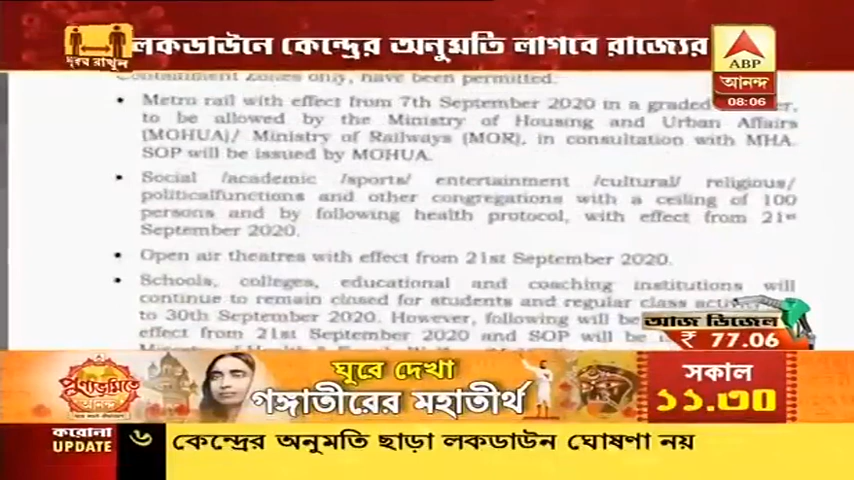 লকডাউনে কেন্দ্রের অনুমতি লাগবে রাজ্যের
দূরত্ব রাখুন
ABP
আনন্দ
08:06
Containment Zones only, have been permitted.
• Metro rail with effect from 7th September 2020 in a graded
to be allowed by the Ministry of Housing and Urban Affairs
(MOHUA)/ Ministry of Railways (MOR), in consultation with MHA.
SOP will be issued by MOHUA.
• Social /academic /sports/ entertainment /cultural/ religious/
politicalfunctions and other congregations with a ceiling of 100
persons and by following health protocol, with effect from 21st
September 2020.
• Open air theatres with effect from 21st September 2020.
• Schools, colleges, educational and coaching institutions will
continue to remain closed for students and regular class
to 30th September 2020. However, following will be
effect from 21st September 2020 and SOP will be
আজ ডিজেল
₹ 77.06
পুণ্যভূমিতে
আনন্দ
ঘুরে দেখা
গঙ্গাতীরের মহাতীর্থ
সকাল
১১.৩০
করোনা
UPDATE
৬
কেন্দ্রের অনুমতি ছাড়া লকডাউন ঘোষণা নয়